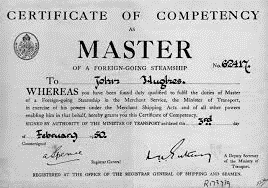 CERTIFICATE OF COMPETENCY
AS
MASTER
OF A FOREIGN-GOING STEAMSHIP
No. 62417.
To John Hughes.
WHEREAS you have been found duly qualified to fulfil the duties of Master
of a Foreign-going Steamship in the Merchant Service, the Minister of Transport,
in exercise of his powers under the Merchant Shipping Acts and of all other powers
enabling him in that behalf, hereby grants you this Certificate of Competency.
SIGNED BY AUTHORITY OF THE MINISTER OF TRANSPORT and dated this 3rd day
of February 1950.
Countersigned
Registrar General
A Deputy Secretary
of the Ministry of Transport.
REGISTERED AT THE OFFICE OF THE REGISTRAR GENERAL OF SHIPPING AND SEAMEN.